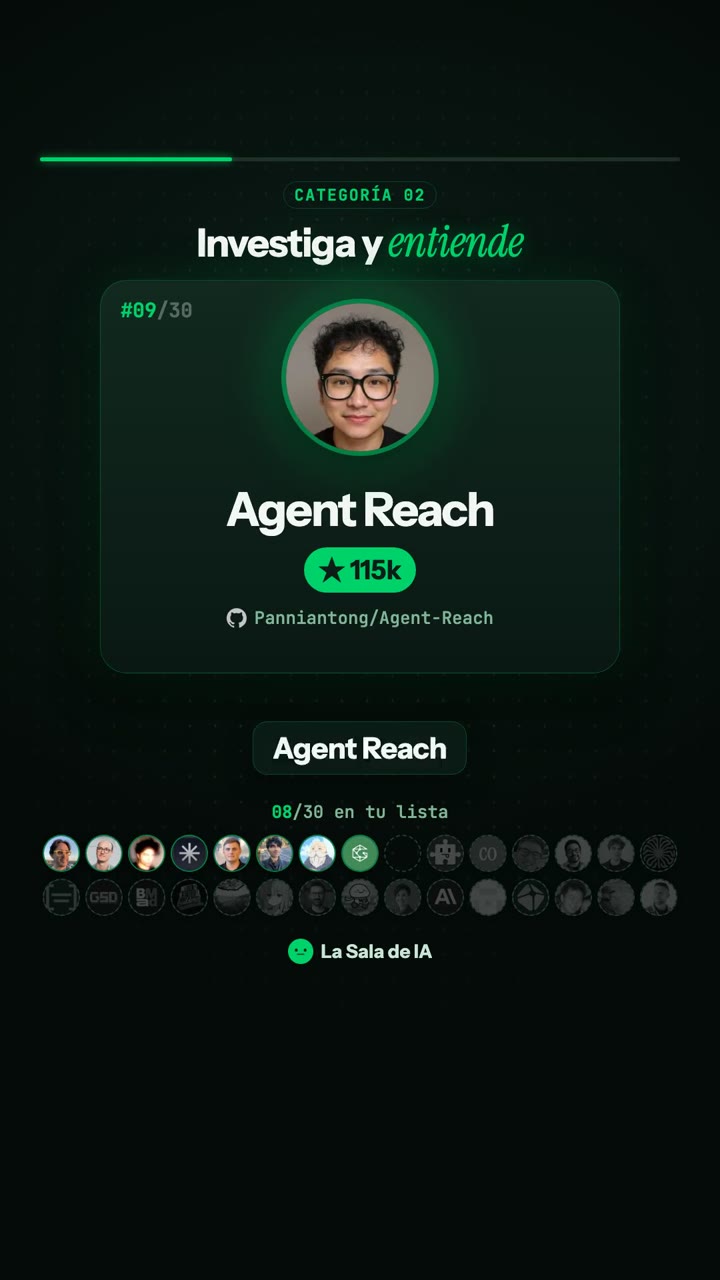 CATEGORÍA 02
Investiga y entiende
#09/30
Agent Reach
★ 115k
Panniantong/Agent-Reach
Agent Reach
08/30 en tu lista
CO
GSD
A\
La Sala de IA